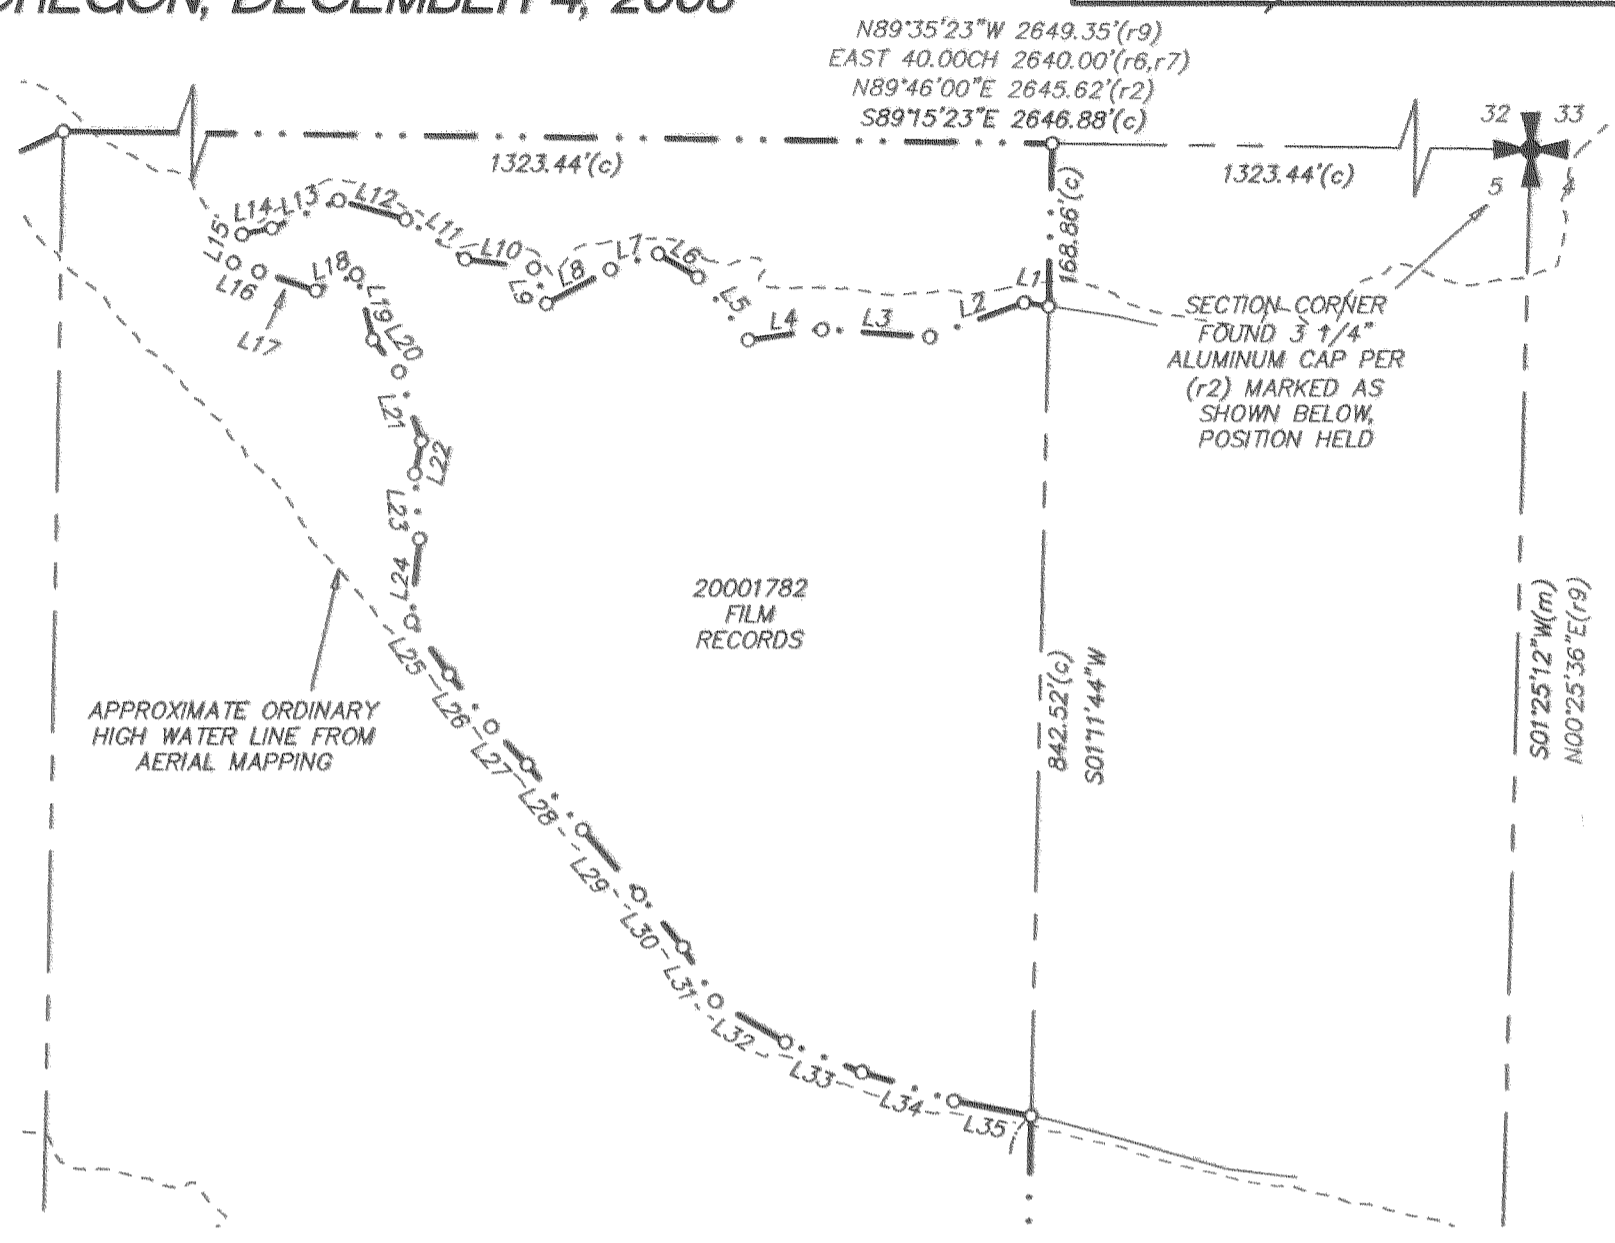 OREGON, DECEMBER 4, 2008
N89°35'23"W 2649.35'(r9)
EAST 40.00CH 2640.00'(r6,r7)
N89°46'00"E 2645.62'(r2)
S89°15'23"E 2646.88'(c)
32 33
5 4
1323.44'(c)
1323.44'(c)
168.86'(c)
L1
L2
L3
L4
L5
L6
L7
L8
L9
L10
L11
L12
L13
L14
L15
L16
L17
L18
L19
L20
L21
L22
L23
L24
L25
L26
L27
L28
L29
L30
L31
L32
L33
L34
L35
SECTION CORNER
FOUND 3 1/4"
ALUMINUM CAP PER
(r2) MARKED AS
SHOWN BELOW,
POSITION HELD
20001782
FILM
RECORDS
842.52'(c)
S01°11'44"W
S01°25'12"W(m)
N00°25'36"E(r9)
APPROXIMATE ORDINARY
HIGH WATER LINE FROM
AERIAL MAPPING